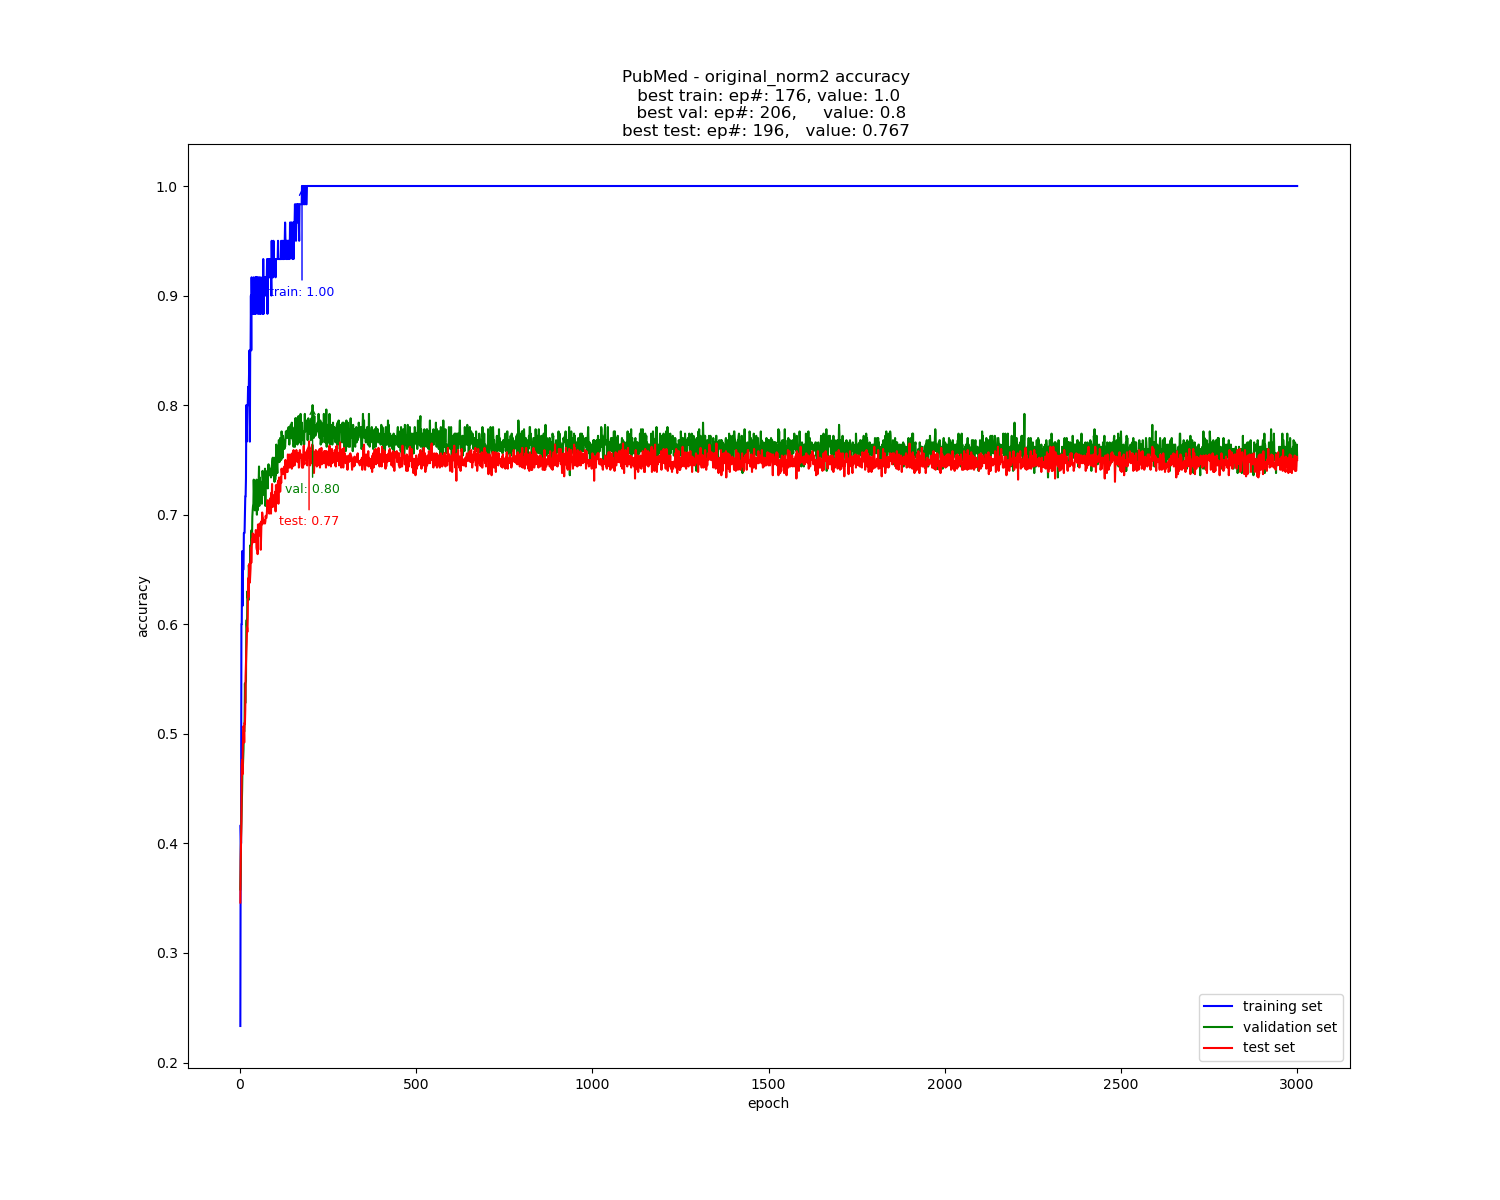 PubMed - original_norm2 accuracy
best train: ep#: 176, value: 1.0
best val: ep#: 206, value: 0.8
best test: ep#: 196, value: 0.767
1.0
0.9
0.8
0.7
0.6
0.5
0.4
0.3
0.2
accuracy
train: 1.00
val: 0.80
test: 0.77
training set
validation set
test set
0 500 1000 1500 2000 2500 3000
epoch